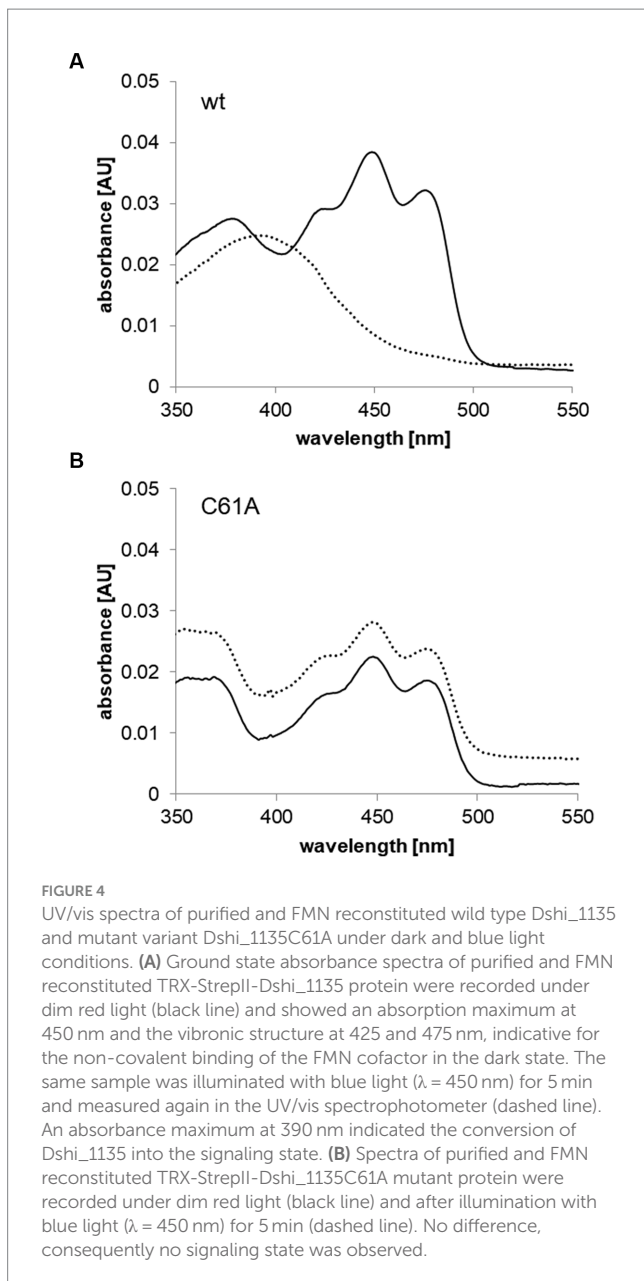 A
wt
0.05
0.04
0.03
0.02
0.01
0
absorbance [AU]
350 400 450 500 550
wavelength [nm]
B
C61A
0.05
0.04
0.03
0.02
0.01
0
absorbance [AU]
350 400 450 500 550
wavelength [nm]
FIGURE 4
UV/vis spectra of purified and FMN reconstituted wild type Dshi_1135
and mutant variant Dshi_1135C61A under dark and blue light
conditions. (A) Ground state absorbance spectra of purified and FMN
reconstituted TRX-StrepII-Dshi_1135 protein were recorded under
dim red light (black line) and showed an absorption maximum at
450 nm and the vibronic structure at 425 and 475 nm, indicative for
the non-covalent binding of the FMN cofactor in the dark state. The
same sample was illuminated with blue light (λ = 450 nm) for 5 min
and measured again in the UV/vis spectrophotometer (dashed line).
An absorbance maximum at 390 nm indicated the conversion of
Dshi_1135 into the signaling state. (B) Spectra of purified and FMN
reconstituted TRX-StrepII-Dshi_1135C61A mutant protein were
recorded under dim red light (black line) and after illumination with
blue light (λ = 450 nm) for 5 min (dashed line). No difference,
consequently no signaling state was observed.